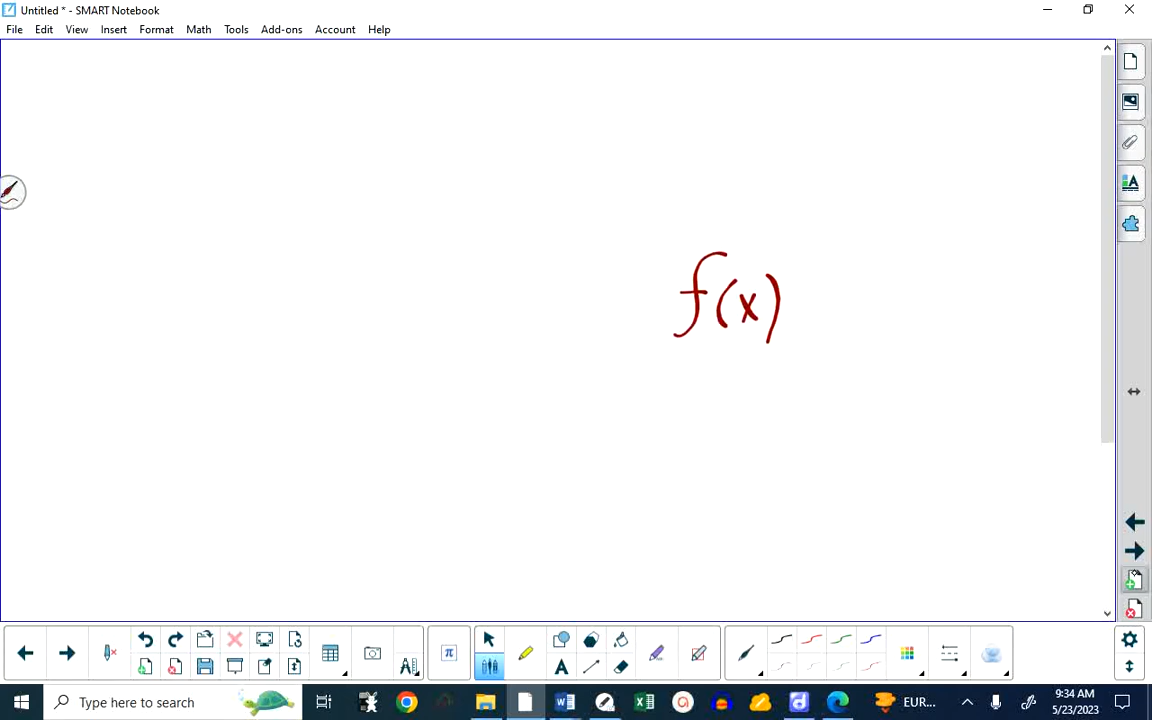 Untitled * - SMART Notebook
File Edit View Insert Format Math Tools Add-ons Account Help
f(x)
π
A
Type here to search
EUR...
9:34 AM
5/23/2023